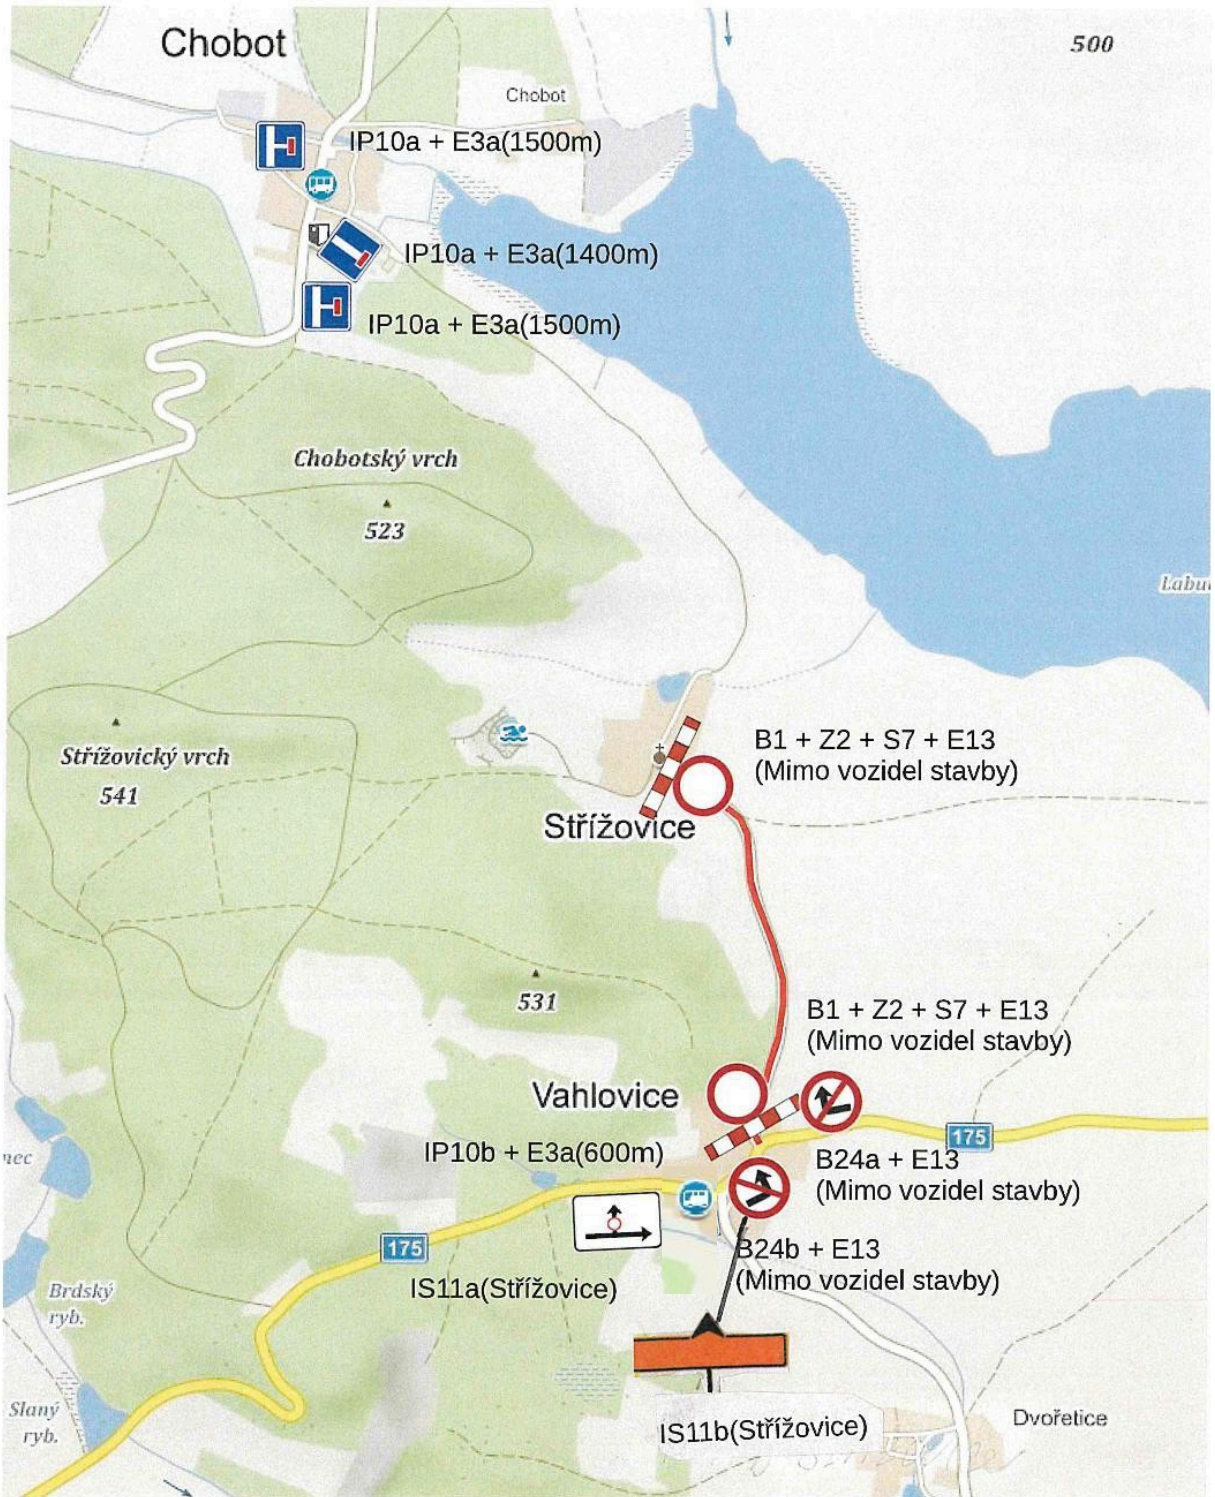 Chobot
500
Chobot
IP10a + E3a(1500m)
IP10a + E3a(1400m)
IP10a + E3a(1500m)
Chobotský vrch
523
Střížovický vrch
541
B1 + Z2 + S7 + E13
(Mimo vozidel stavby)
Střížovice
531
B1 + Z2 + S7 + E13
(Mimo vozidel stavby)
Vahlovice
175
IP10b + E3a(600m)
B24a + E13
(Mimo vozidel stavby)
175
B24b + E13
(Mimo vozidel stavby)
IS11a(Střížovice)
Brdský
ryb.
Slaný
ryb.
IS11b(Střížovice)
Dvořetice